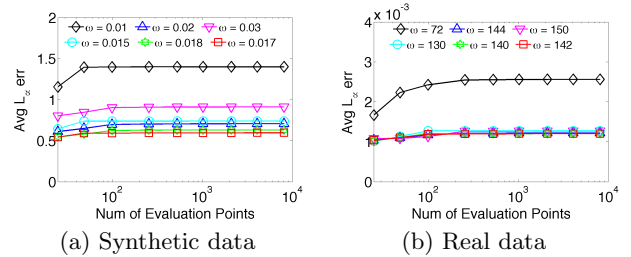 2
1.5
1
0.5
0
Avg L∝ err
ω = 0.01 ω = 0.02 ω = 0.03
ω = 0.015 ω = 0.018 ω = 0.017
10² 10³ 10⁴
Num of Evaluation Points
(a) Synthetic data
4 x 10⁻³
3
2
1
0
Avg L∝ err
ω = 72 ω = 144 ω = 150
ω = 130 ω = 140 ω = 142
10² 10³ 10⁴
Num of Evaluation Points
(b) Real data